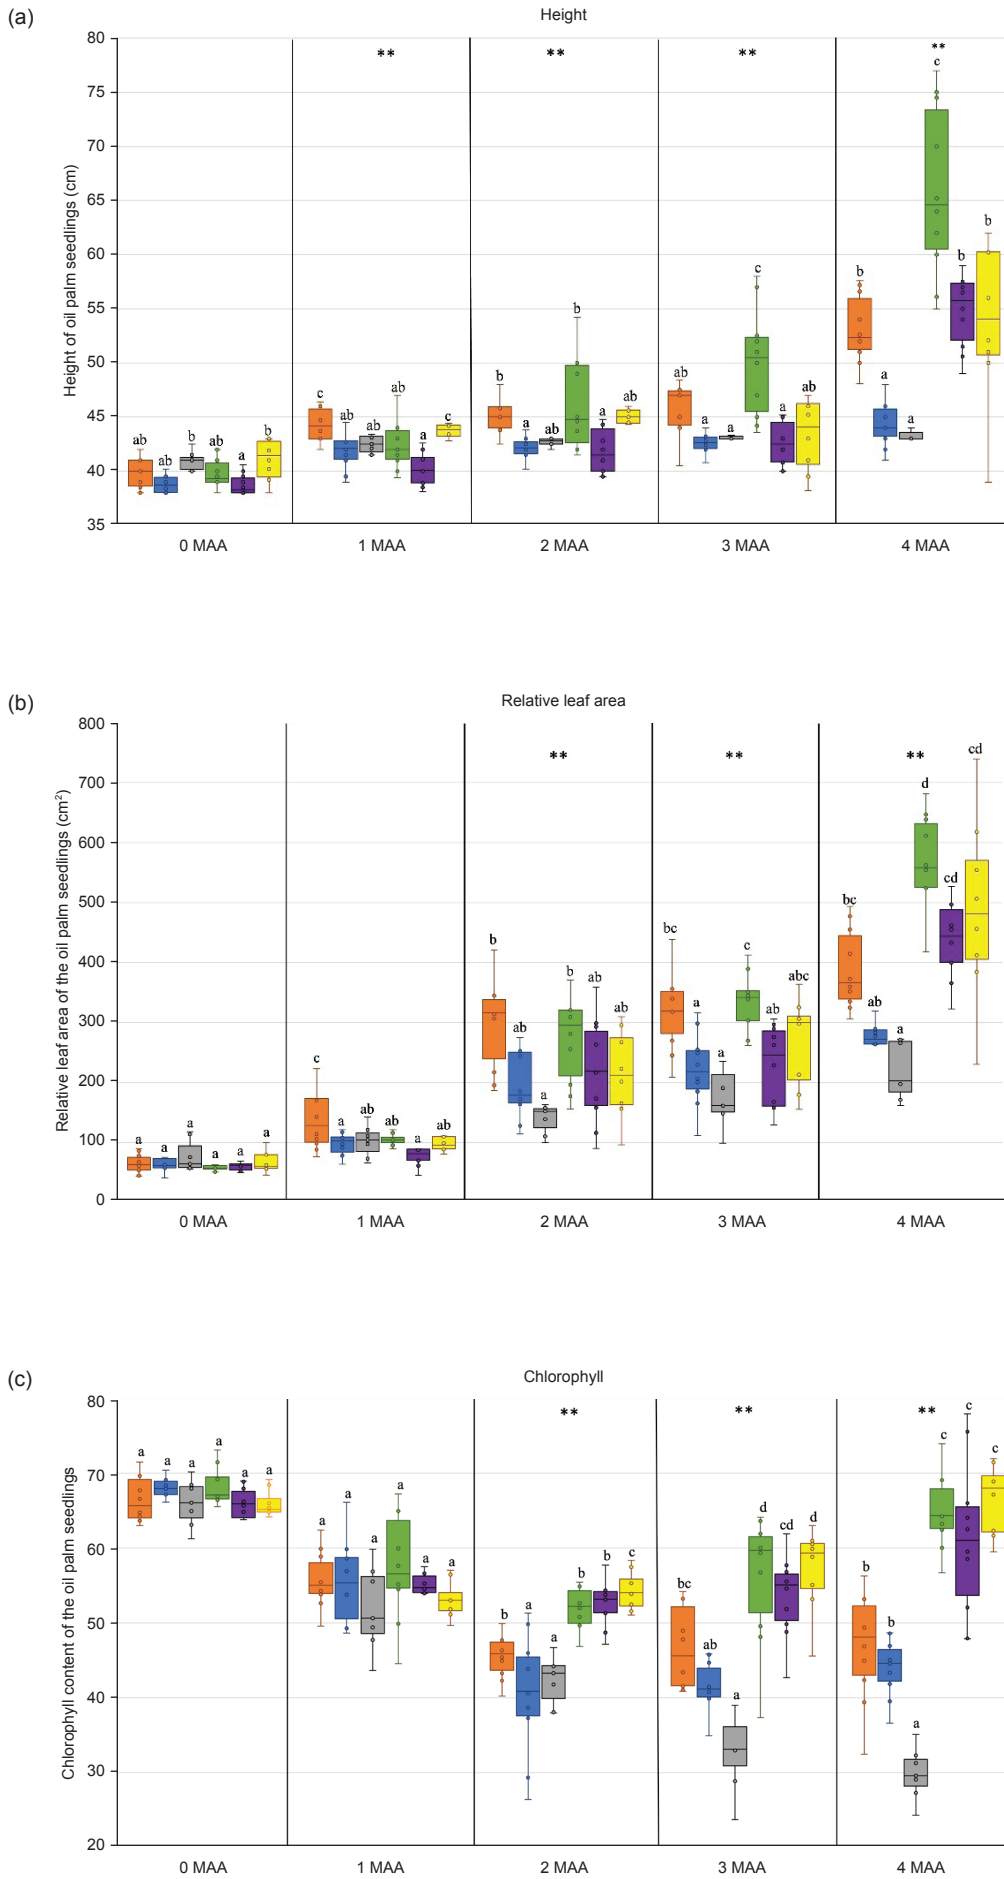 (a)
Height
Height of oil palm seedlings (cm)
80
75
70
65
60
55
50
45
40
35
** ** ** **
ab ab b ab a b
c ab ab ab a c
b a ab b a ab
ab a a c a ab
b a a c b b
0 MAA 1 MAA 2 MAA 3 MAA 4 MAA
(b)
Relative leaf area
Relative leaf area of the oil palm seedlings (cm²)
800
700
600
500
400
300
200
100
0
** ** **
a a a a a a
c a ab ab a ab
b ab a b ab ab
bc a a c ab abc
bc ab a d cd cd
0 MAA 1 MAA 2 MAA 3 MAA 4 MAA
(c)
Chlorophyll
Chlorophyll content of the oil palm seedlings
80
70
60
50
40
30
20
** ** **
a a a a a a
a a a a a a
b a a b b c
bc ab a d cd d
b b a c c c
0 MAA 1 MAA 2 MAA 3 MAA 4 MAA